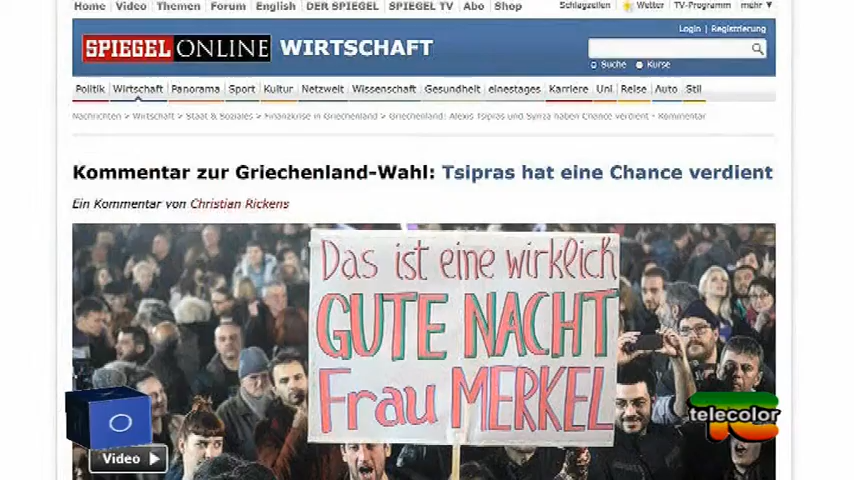 Home Video Themen Forum English DER SPIEGEL SPIEGEL TV Abo Shop Schlagzeilen Wetter TV-Programm mehr ▼
Login | Registrierung
SPIEGEL ONLINE WIRTSCHAFT
Suche Kurse
Politik Wirtschaft Panorama Sport Kultur Netzwelt Wissenschaft Gesundheit einestages Karriere Uni Reise Auto Stil
Nachrichten > Wirtschaft > Staat & Soziales > Finanzkrise in Griechenland > Griechenland: Alexis Tsipras und Syriza haben Chance verdient - Kommentar
Kommentar zur Griechenland-Wahl: Tsipras hat eine Chance verdient
Ein Kommentar von Christian Rickens
Das ist eine wirklich
GUTE NACHT
Frau MERKEL
telecolor
Video